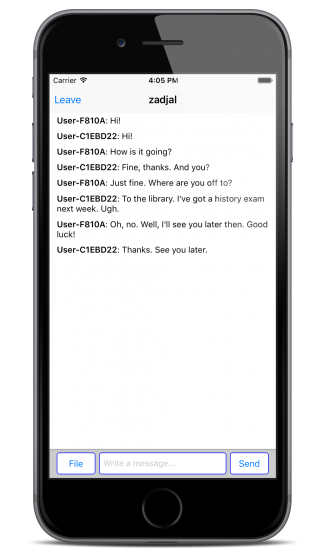 Carrier 4:05 PM
Leave zadjal
User-F810A: Hi!
User-C1EBD22: Hi!
User-F810A: How is it going?
User-C1EBD22: Fine, thanks. And you?
User-F810A: Just fine. Where are you off to?
User-C1EBD22: To the library. I've got a history exam
next week. Ugh.
User-F810A: Oh, no. Well, I'll see you later then. Good
luck!
User-C1EBD22: Thanks. See you later.
File Write a message... Send